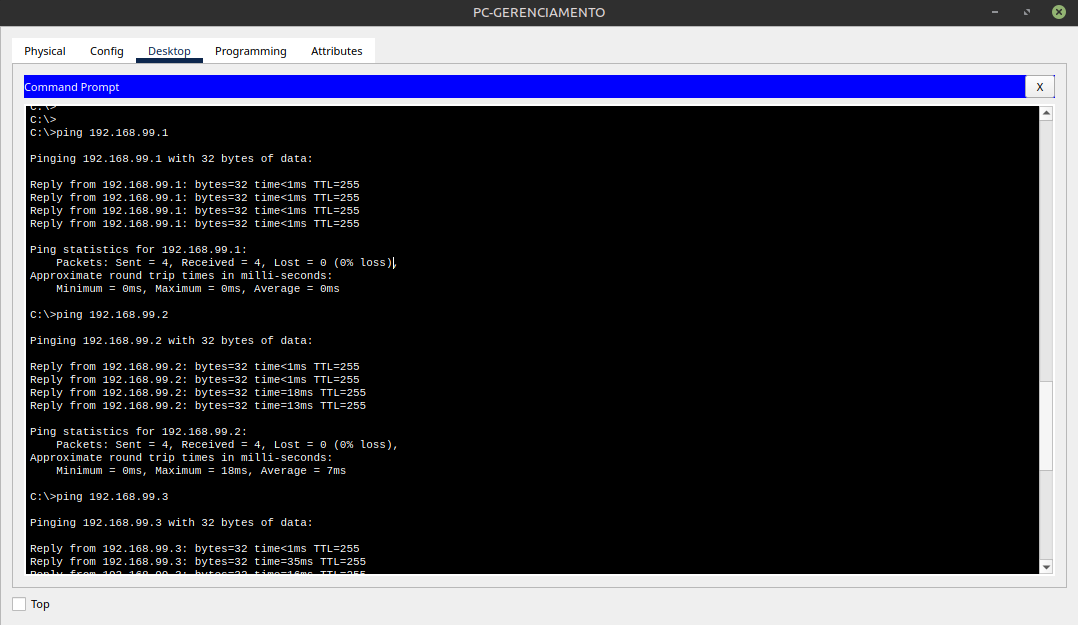 PC-GERENCIAMENTO
Physical Config Desktop Programming Attributes
Command Prompt X
C:\>
C:\>
C:\>ping 192.168.99.1
Pinging 192.168.99.1 with 32 bytes of data:
Reply from 192.168.99.1: bytes=32 time<1ms TTL=255
Reply from 192.168.99.1: bytes=32 time<1ms TTL=255
Reply from 192.168.99.1: bytes=32 time<1ms TTL=255
Reply from 192.168.99.1: bytes=32 time<1ms TTL=255
Ping statistics for 192.168.99.1:
Packets: Sent = 4, Received = 4, Lost = 0 (0% loss),
Approximate round trip times in milli-seconds:
Minimum = 0ms, Maximum = 0ms, Average = 0ms
C:\>ping 192.168.99.2
Pinging 192.168.99.2 with 32 bytes of data:
Reply from 192.168.99.2: bytes=32 time<1ms TTL=255
Reply from 192.168.99.2: bytes=32 time<1ms TTL=255
Reply from 192.168.99.2: bytes=32 time=18ms TTL=255
Reply from 192.168.99.2: bytes=32 time=13ms TTL=255
Ping statistics for 192.168.99.2:
Packets: Sent = 4, Received = 4, Lost = 0 (0% loss),
Approximate round trip times in milli-seconds:
Minimum = 0ms, Maximum = 18ms, Average = 7ms
C:\>ping 192.168.99.3
Pinging 192.168.99.3 with 32 bytes of data:
Reply from 192.168.99.3: bytes=32 time<1ms TTL=255
Reply from 192.168.99.3: bytes=32 time=35ms TTL=255
Reply from 192.168.99.3: bytes=32 time=16ms TTL=255
Top